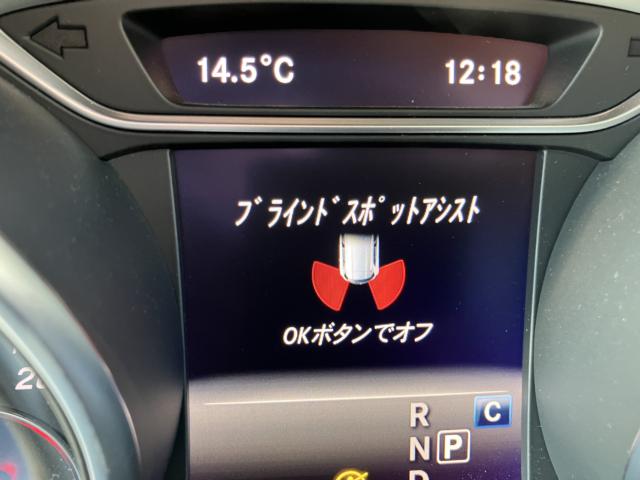 14.5°C 12:18
ブラインドスポットアシスト
OKボタンでオフ
R C
N P
D